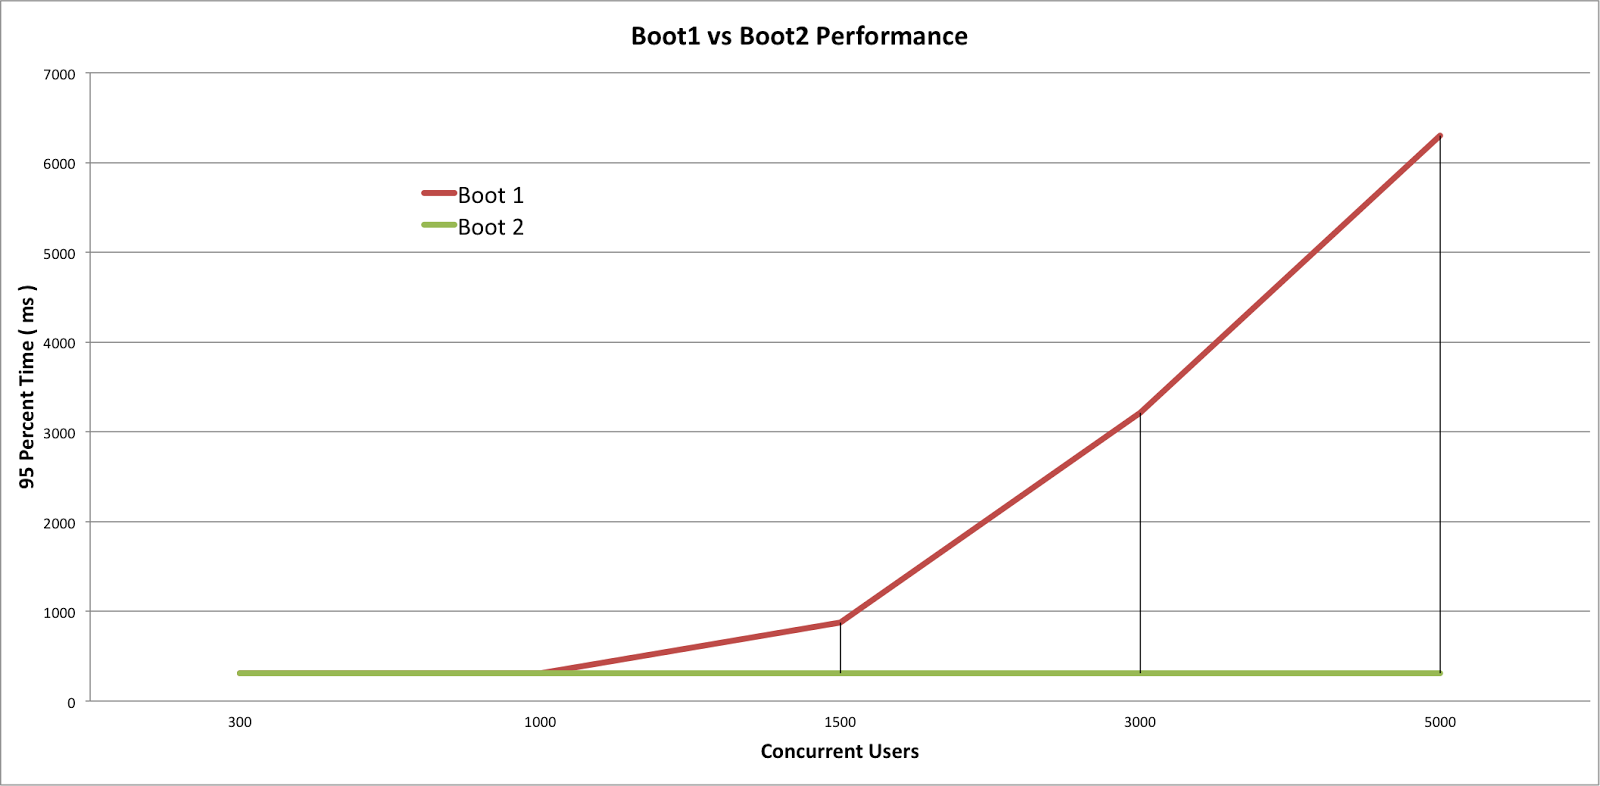 Boot1 vs Boot2 Performance
7000
6000
5000
4000
3000
2000
1000
0
95 Percent Time ( ms )
Boot 1
Boot 2
300 1000 1500 3000 5000
Concurrent Users